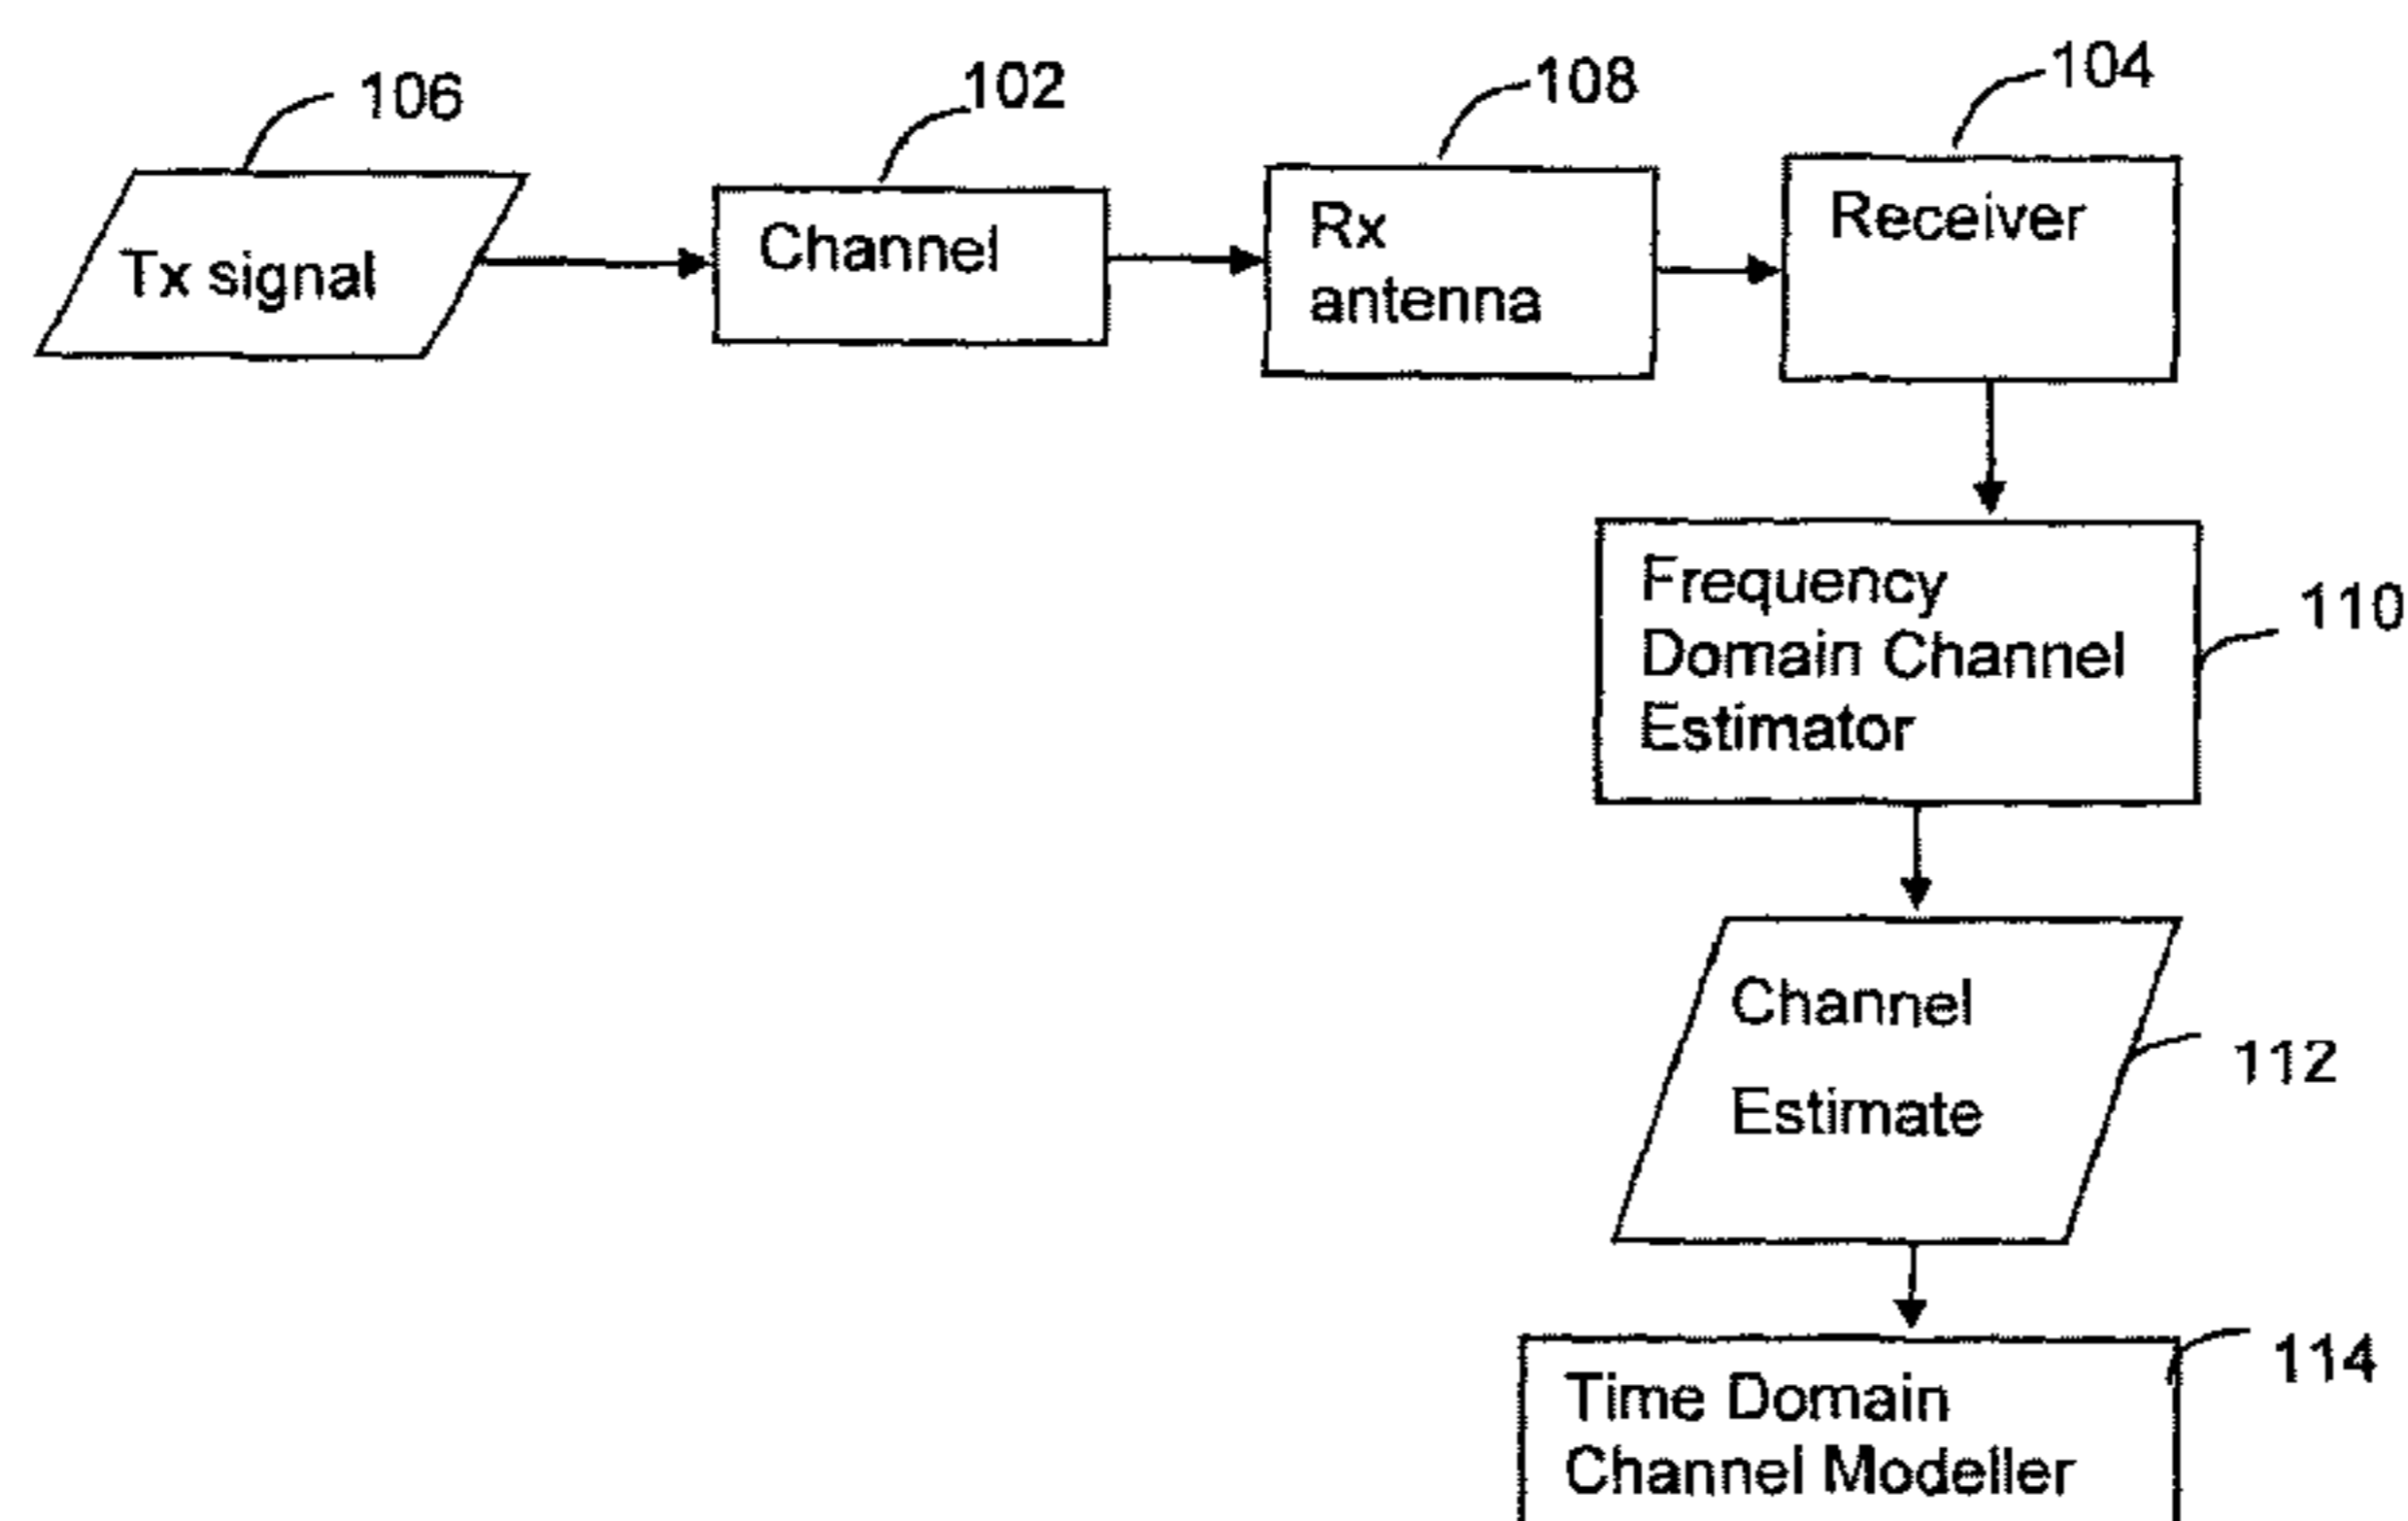 106
102
108
104
Tx signal
Channel
Rx
antenna
Receiver
Frequency
Domain Channel
Estimator
110
Channel
Estimate
112
114
Time Domain
Channel Modeller